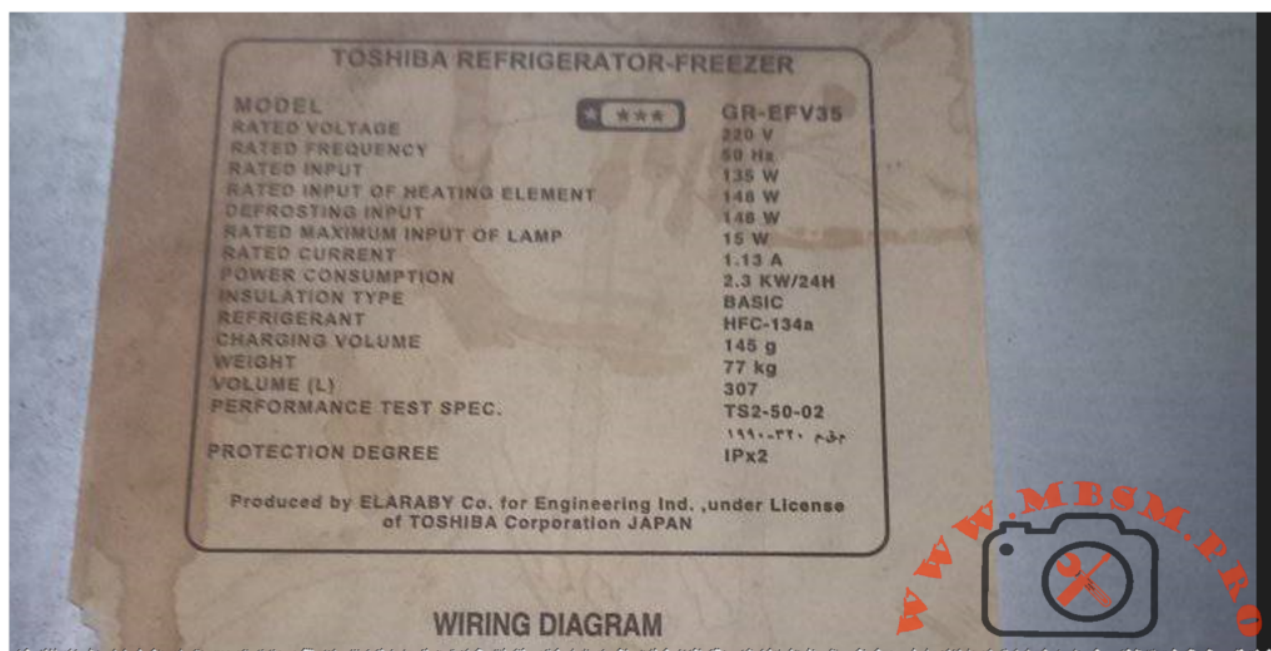 TOSHIBA REFRIGERATOR-FREEZER
MODEL GR-EFV35
RATED VOLTAGE 220 V
RATED FREQUENCY 50 Hz
RATED INPUT 135 W
RATED INPUT OF HEATING ELEMENT 146 W
DEFROSTING INPUT 146 W
RATED MAXIMUM INPUT OF LAMP 15 W
RATED CURRENT 1.13 A
POWER CONSUMPTION 2.3 KW/24H
INSULATION TYPE BASIC
REFRIGERANT HFC-134a
CHARGING VOLUME 145 g
WEIGHT 77 kg
VOLUME (L) 307
PERFORMANCE TEST SPEC. TS2-50-02
م.ق.م ٣٢٠-١٩٩٠
PROTECTION DEGREE IPx2
Produced by ELARABY Co. for Engineering Ind. ,under License
of TOSHIBA Corporation JAPAN
WIRING DIAGRAM
WWW.MBSM.PRO